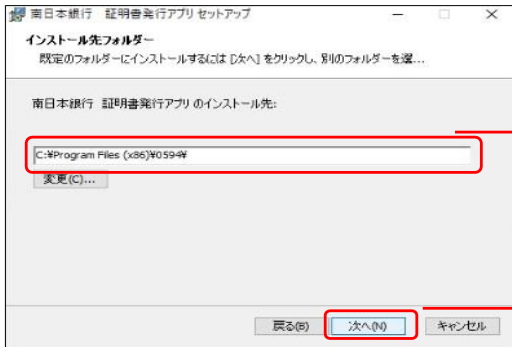 南日本銀行 証明書発行アプリ セットアップ
インストール先フォルダー
既定のフォルダーにインストールするには [次へ] をクリックし、別のフォルダーを選...
南日本銀行 証明書発行アプリ のインストール先:
C:¥Program Files (x86)¥0594¥
変更(C)...
戻る(B) 次へ(N) キャンセル